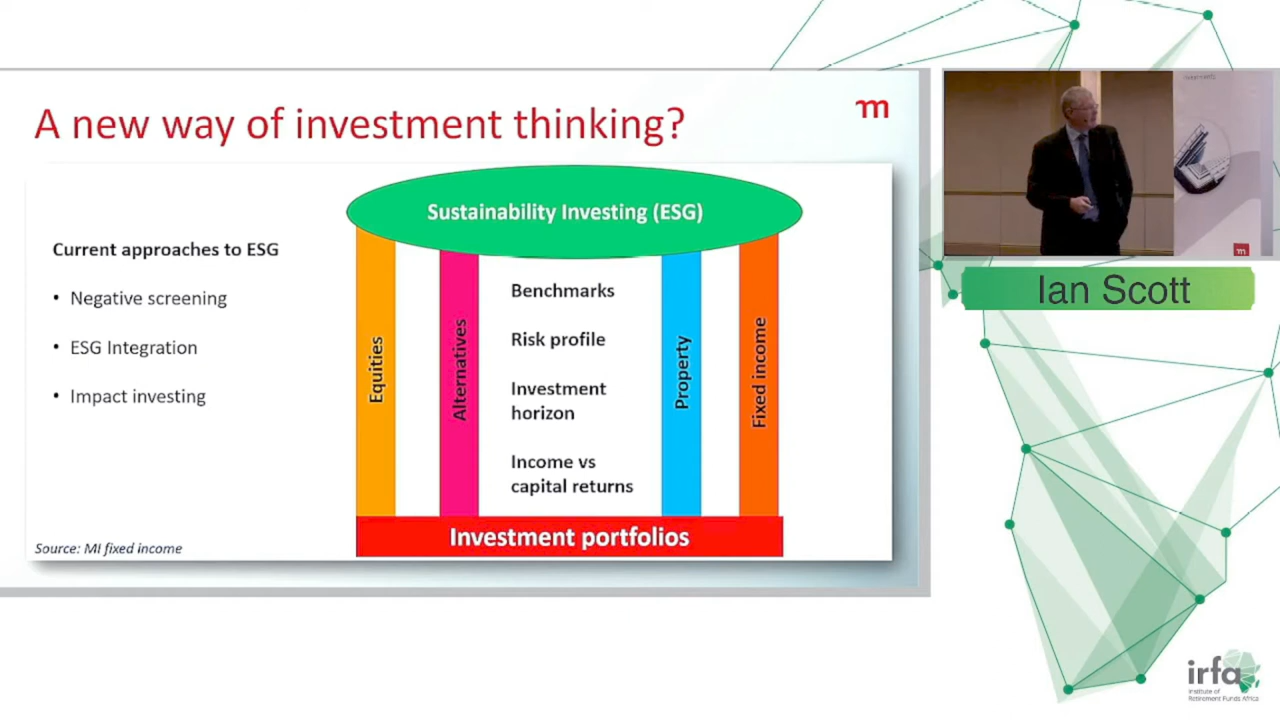 A new way of investment thinking?
m
Current approaches to ESG
• Negative screening
• ESG Integration
• Impact investing
Source: MI fixed income
Sustainability Investing (ESG)
Equities
Alternatives
Benchmarks
Risk profile
Investment
horizon
Income vs
capital returns
Property
Fixed income
Investment portfolios
m
Ian Scott
irfa
Institute of
Retirement Funds Africa